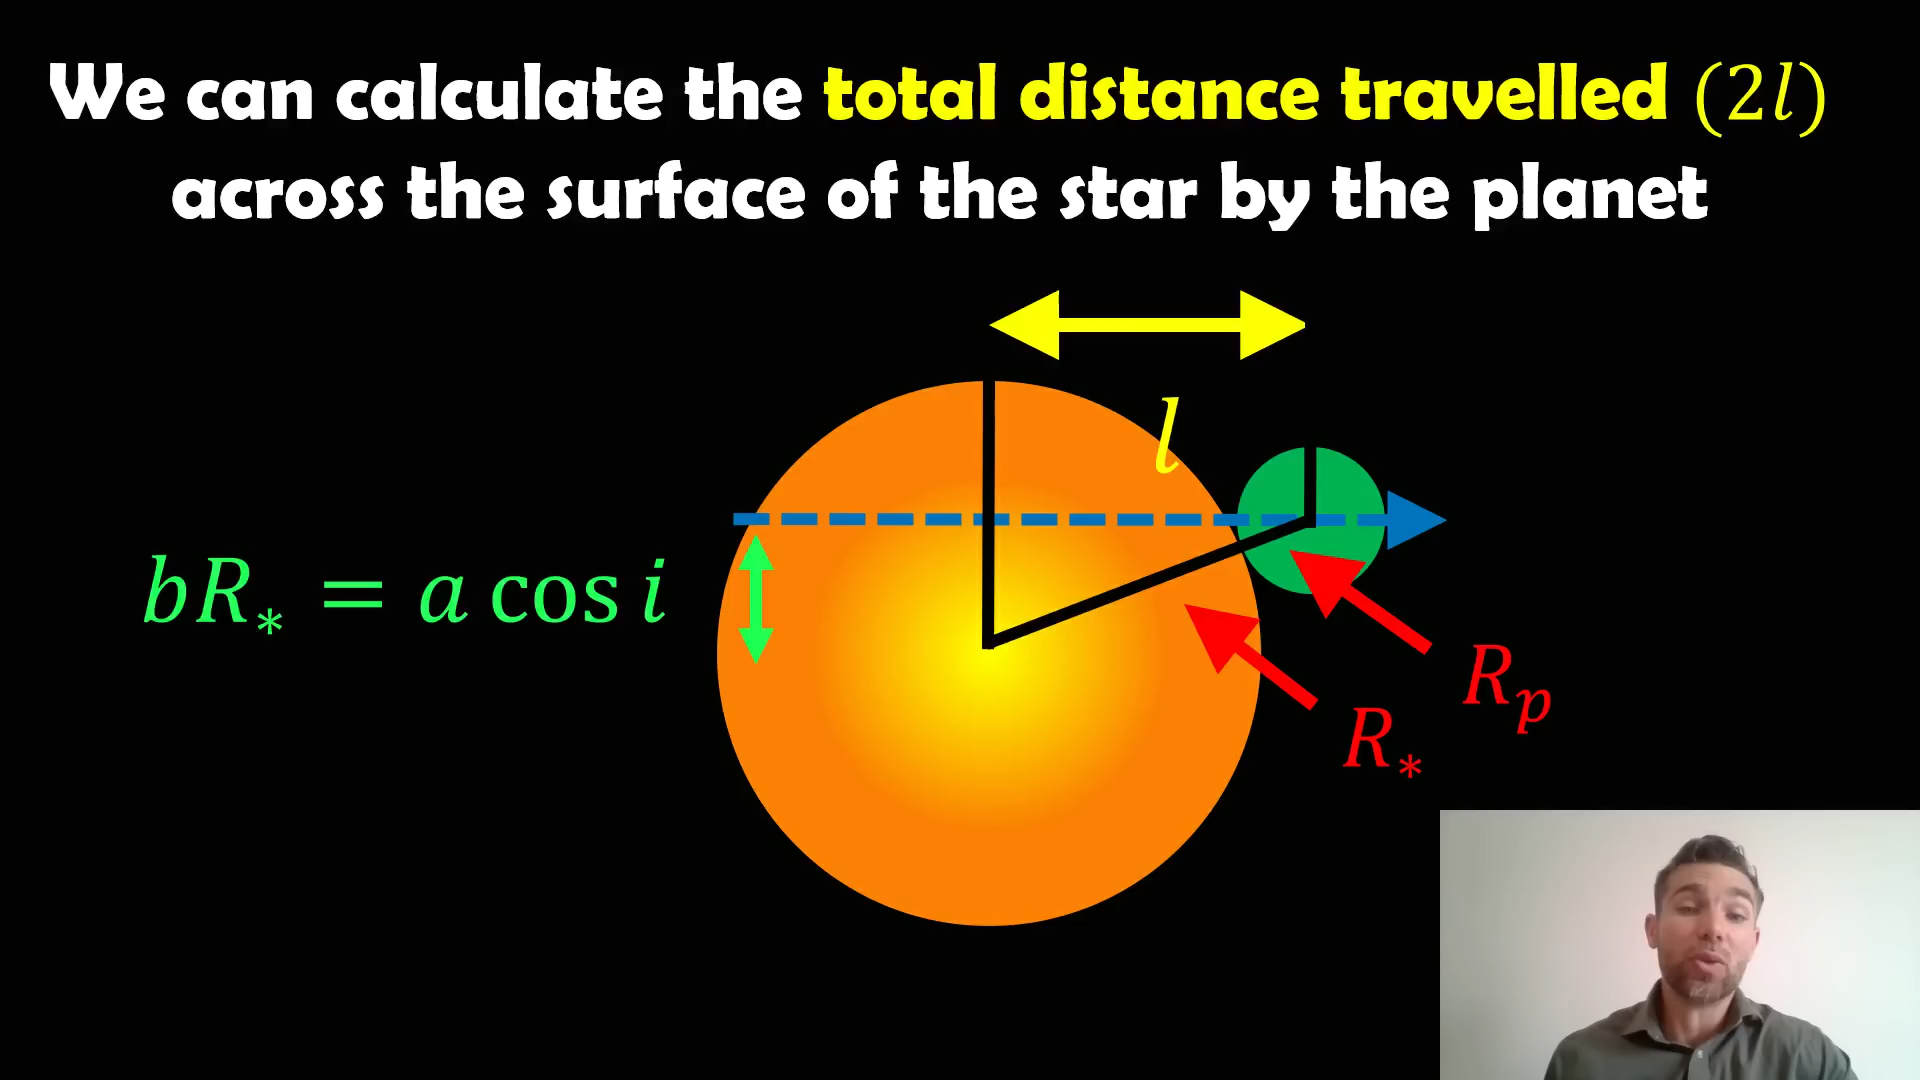 We can calculate the total distance travelled (2l)
across the surface of the star by the planet
l
bR* = a cos i
Rp
R*